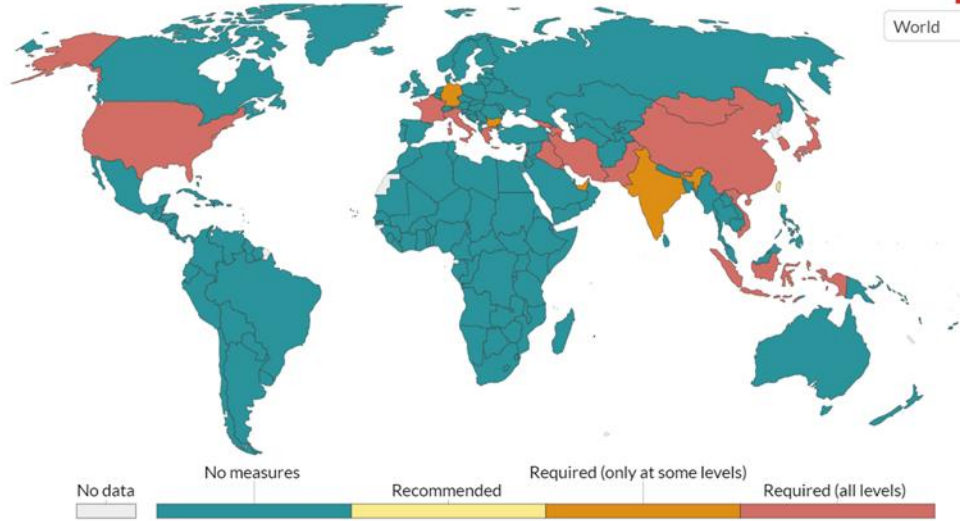 World
No measures
Required (only at some levels)
No data
Recommended
Required (all levels)